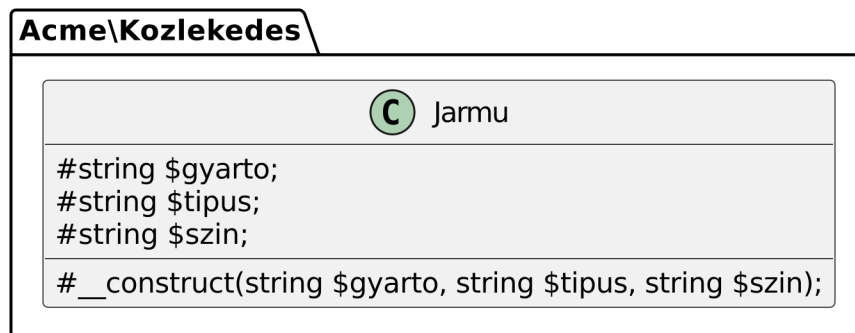 Acme\Kozlekedes
C Jarmu
#string $gyarto;
#string $tipus;
#string $szin;
#__construct(string $gyarto, string $tipus, string $szin);